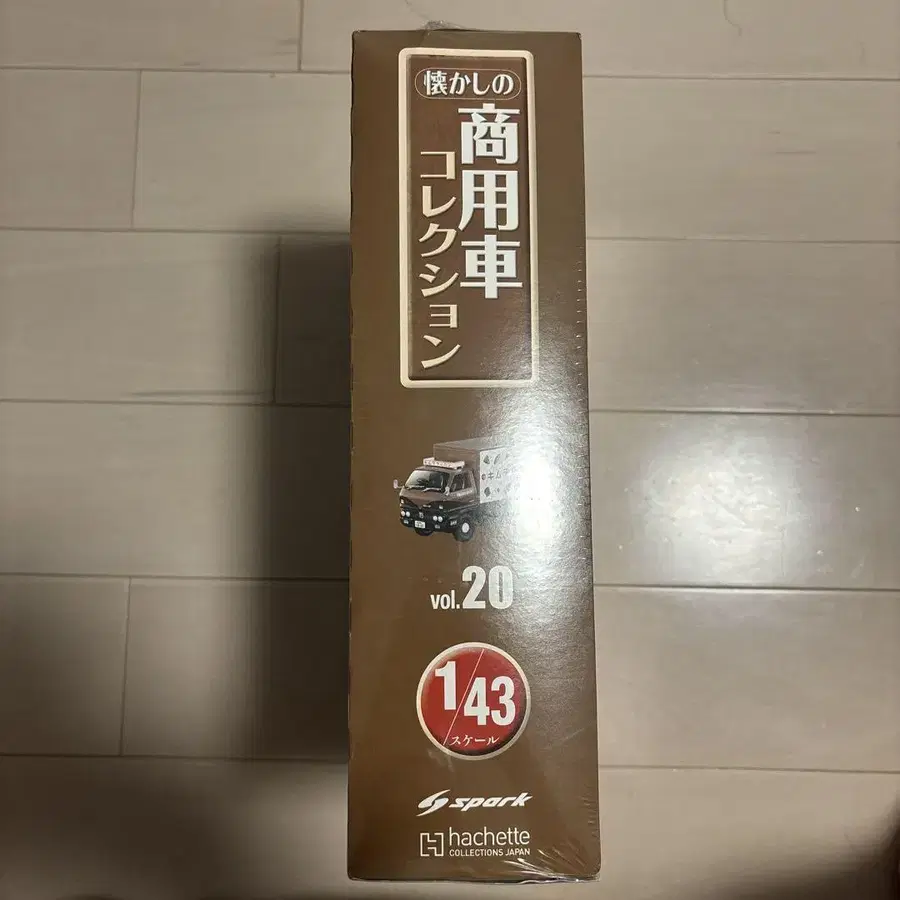 懐かしの
商用車
コレクション
vol.20
1/43
スケール
spark
hachette
COLLECTIONS JAPAN